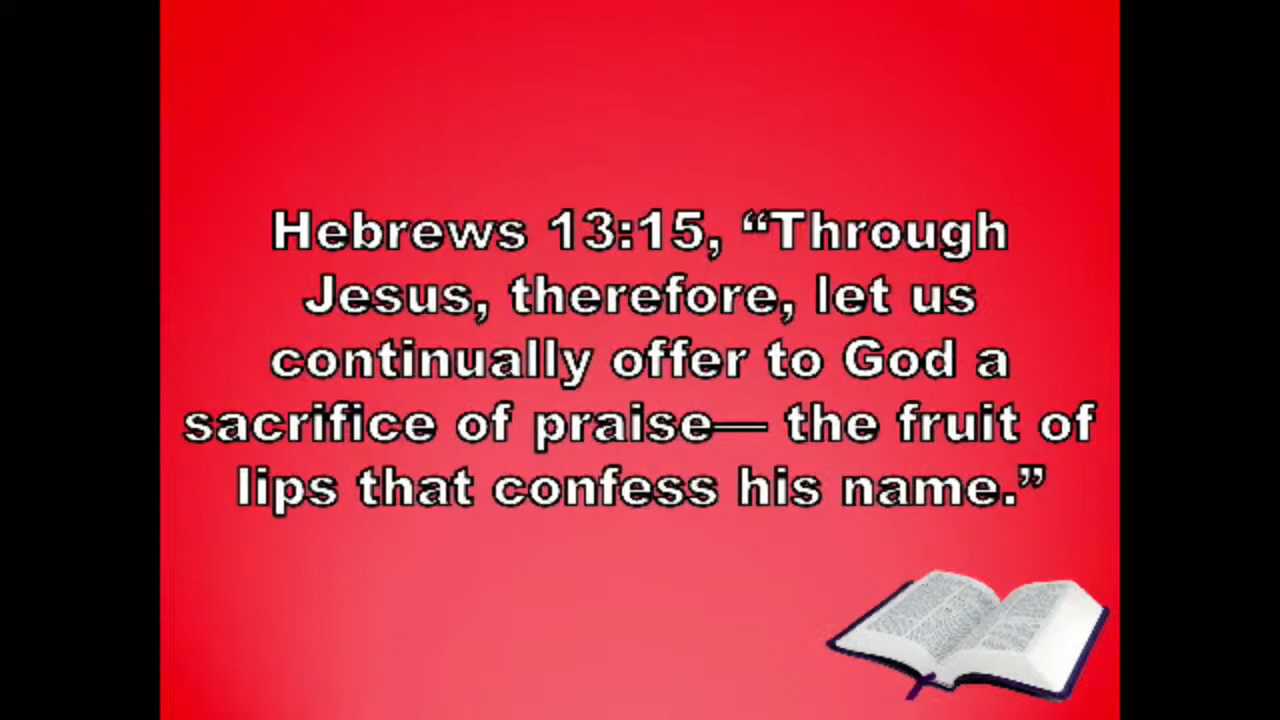 Hebrews 13:15, “Through
Jesus, therefore, let us
continually offer to God a
sacrifice of praise— the fruit of
lips that confess his name.”